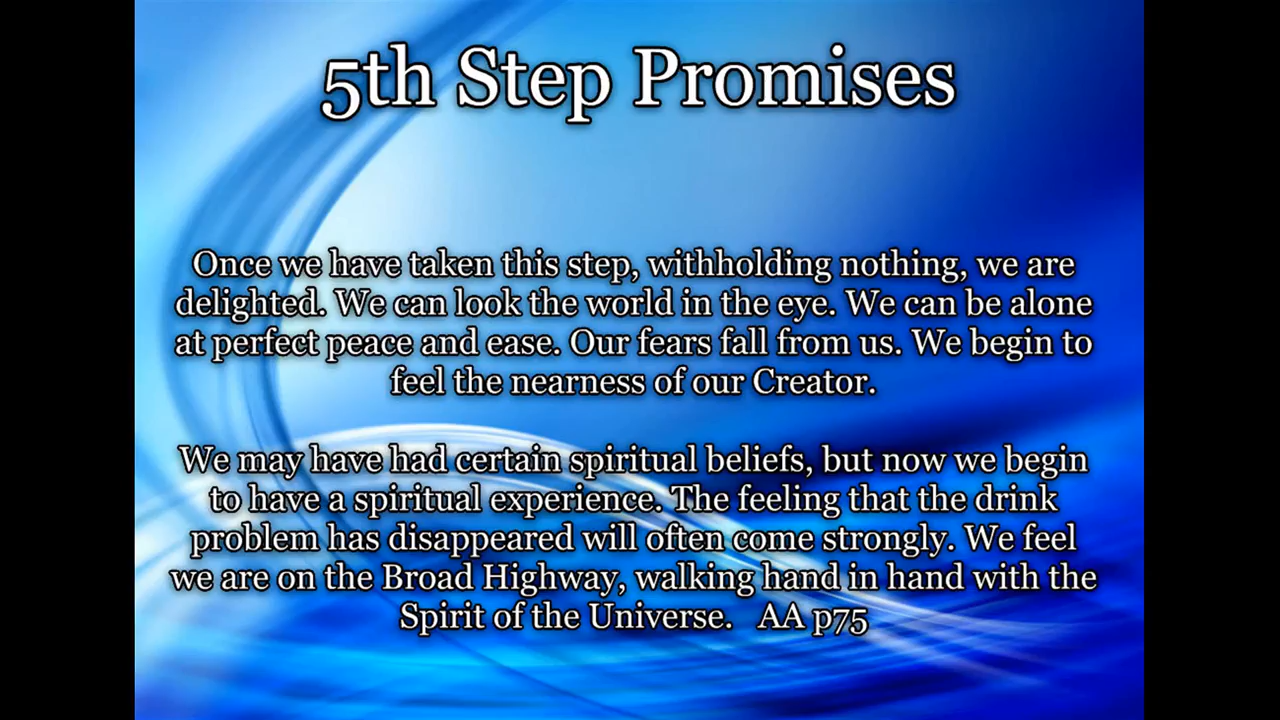 5th Step Promises
Once we have taken this step, withholding nothing, we are
delighted. We can look the world in the eye. We can be alone
at perfect peace and ease. Our fears fall from us. We begin to
feel the nearness of our Creator.
We may have had certain spiritual beliefs, but now we begin
to have a spiritual experience. The feeling that the drink
problem has disappeared will often come strongly. We feel
we are on the Broad Highway, walking hand in hand with the
Spirit of the Universe. AA p75